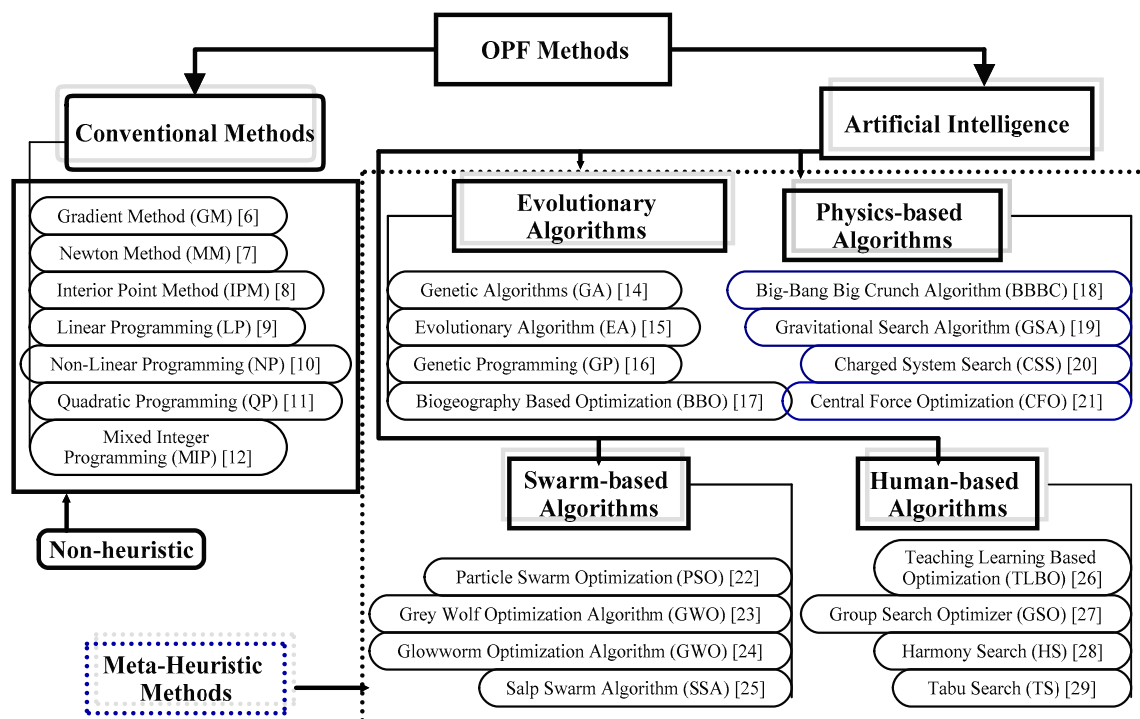 OPF Methods
Conventional Methods
Artificial Intelligence
Gradient Method (GM) [6]
Newton Method (MM) [7]
Interior Point Method (IPM) [8]
Linear Programming (LP) [9]
Non-Linear Programming (NP) [10]
Quadratic Programming (QP) [11]
Mixed Integer
Programming (MIP) [12]
Non-heuristic
Evolutionary
Algorithms
Genetic Algorithms (GA) [14]
Evolutionary Algorithm (EA) [15]
Genetic Programming (GP) [16]
Biogeography Based Optimization (BBO) [17]
Physics-based
Algorithms
Big-Bang Big Crunch Algorithm (BBBC) [18]
Gravitational Search Algorithm (GSA) [19]
Charged System Search (CSS) [20]
Central Force Optimization (CFO) [21]
Swarm-based
Algorithms
Particle Swarm Optimization (PSO) [22]
Grey Wolf Optimization Algorithm (GWO) [23]
Glowworm Optimization Algorithm (GWO) [24]
Salp Swarm Algorithm (SSA) [25]
Human-based
Algorithms
Teaching Learning Based
Optimization (TLBO) [26]
Group Search Optimizer (GSO) [27]
Harmony Search (HS) [28]
Tabu Search (TS) [29]
Meta-Heuristic
Methods